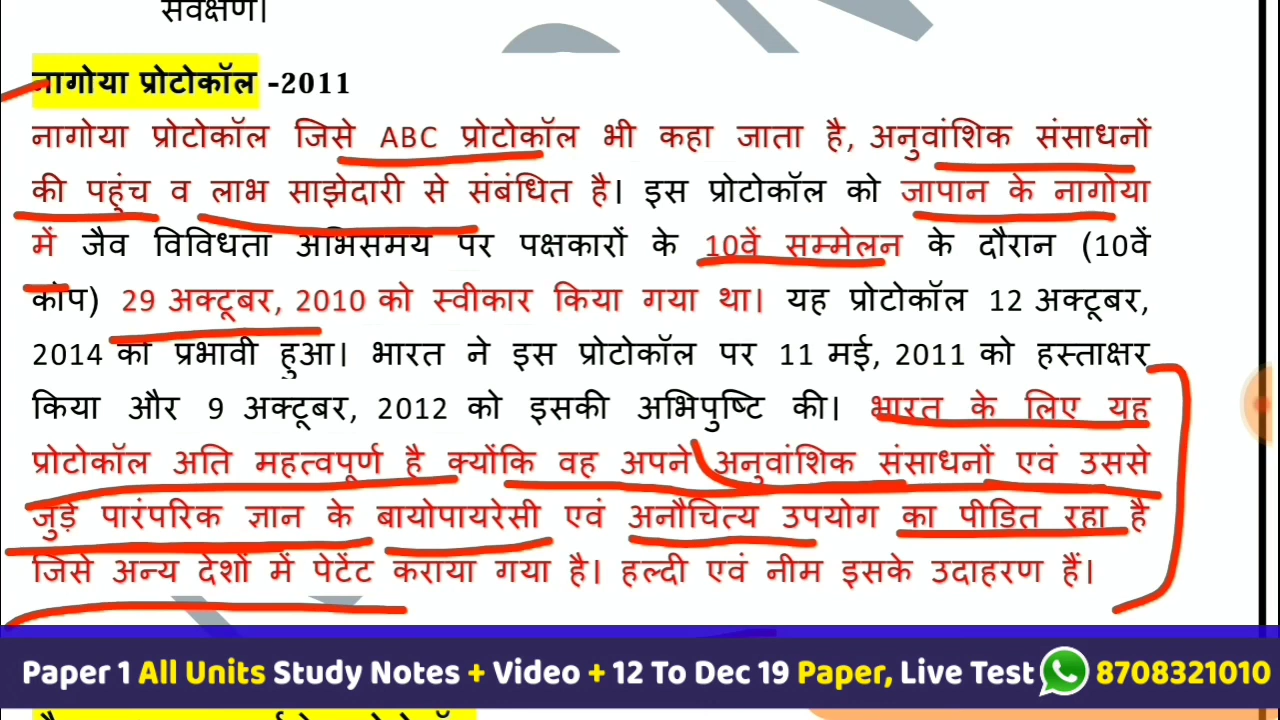 सर्वेक्षण।
नागोया प्रोटोकॉल -2011
नागोया प्रोटोकॉल जिसे ABC प्रोटोकॉल भी कहा जाता है, अनुवांशिक संसाधनों
की पहुंच व लाभ साझेदारी से संबंधित है। इस प्रोटोकॉल को जापान के नागोया
में जैव विविधता अभिसमय पर पक्षकारों के 10वें सम्मेलन के दौरान (10वें
कोप) 29 अक्टूबर, 2010 को स्वीकार किया गया था। यह प्रोटोकॉल 12 अक्टूबर,
2014 को प्रभावी हुआ। भारत ने इस प्रोटोकॉल पर 11 मई, 2011 को हस्ताक्षर
किया और 9 अक्टूबर, 2012 को इसकी अभिपुष्टि की। भारत के लिए यह
प्रोटोकॉल अति महत्वपूर्ण है क्योंकि वह अपने अनुवांशिक संसाधनों एवं उससे
जुड़े पारंपरिक ज्ञान के बायोपायरेसी एवं अनौचित्य उपयोग का पीडित रहा है
जिसे अन्य देशों में पेटेंट कराया गया है। हल्दी एवं नीम इसके उदाहरण हैं।
Paper 1 All Units Study Notes + Video + 12 To Dec 19 Paper, Live Test 8708321010